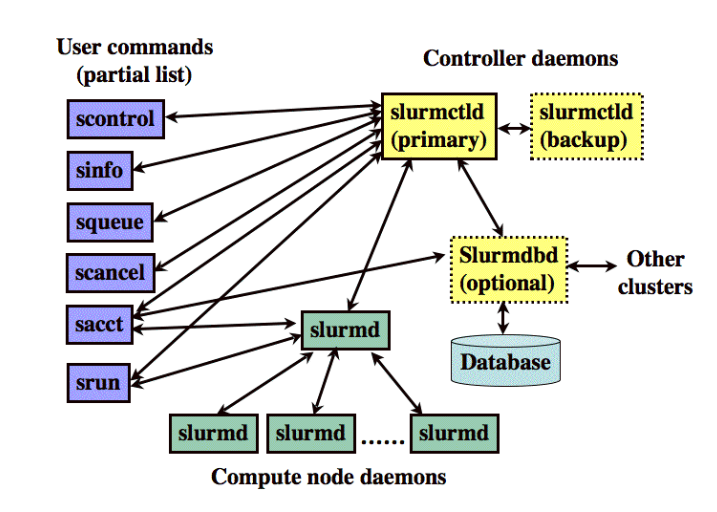 User commands
(partial list)
Controller daemons
scontrol
slurmctld
(primary)
slurmctld
(backup)
sinfo
squeue
scancel
Slurmdbd
(optional)
Other
clusters
sacct
slurmd
Database
srun
slurmd
slurmd
......
slurmd
Compute node daemons